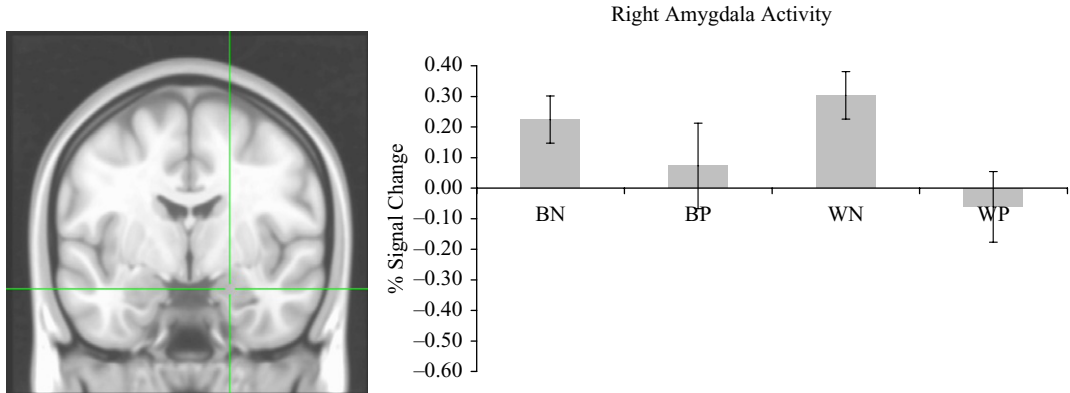 Right Amygdala Activity
% Signal Change
0.40
0.30
0.20
0.10
0.00
–0.10
–0.20
–0.30
–0.40
–0.50
–0.60
BN
BP
WN
WP